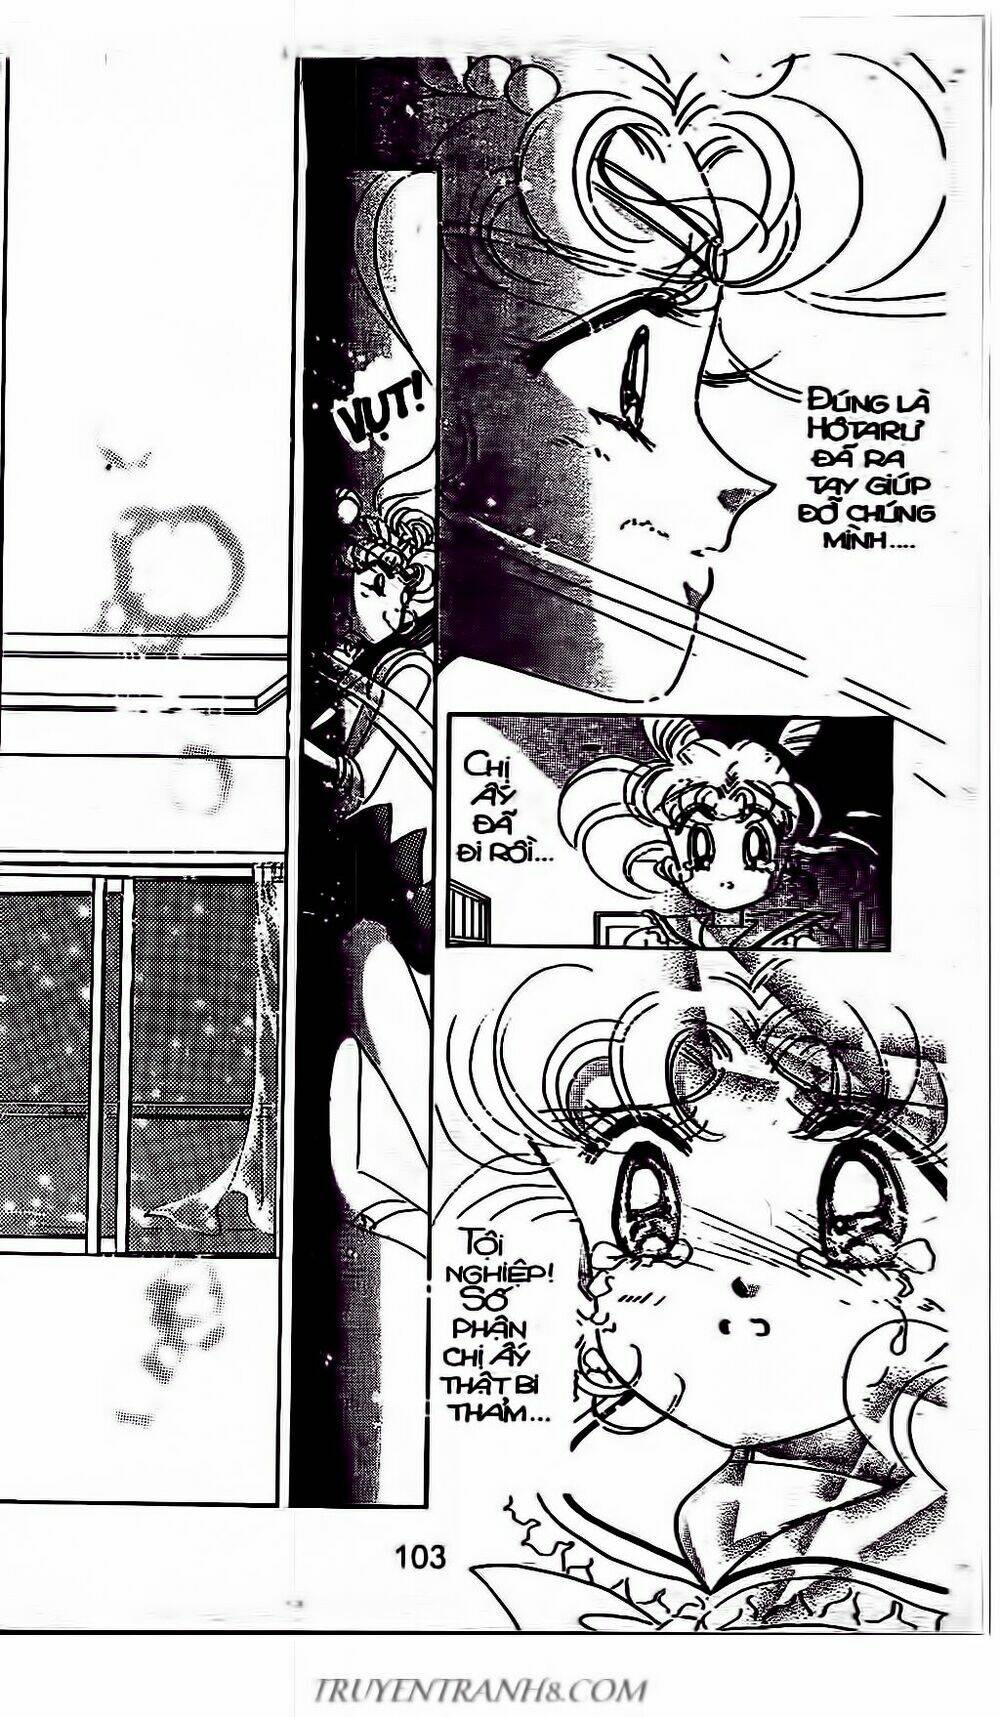 ĐÚNG LÀ
HÔTARƯ
ĐÃ RA
TAY GIÚP
ĐỠ CHÚNG
MÌNH....
VỤT!
CHỊ
ẤY
ĐÃ
ĐI RỒI...
TỘI
NGHIỆP!
SỐ
PHẬN
CHỊ ẤY
THẬT BI
THẢM...
103
TRUYENTRANH8.COM